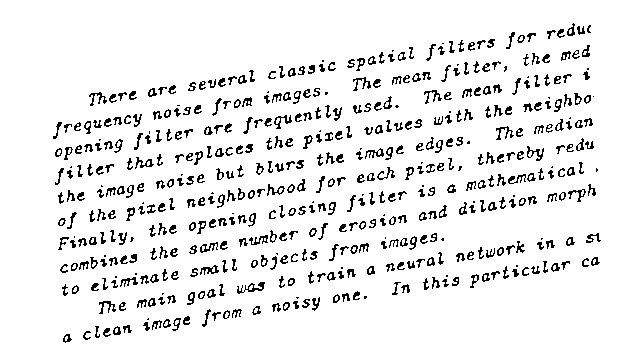 There are several classic spatial filters for reduc
frequency noise from images. The mean filter, the med
opening filter are frequently used. The mean filter i
filter that replaces the pixel values with the neighbo
the image noise but blurs the image edges. The median
of the pixel neighborhood for each pixel, thereby redu
Finally, the opening closing filter is a mathematical
combines the same number of erosion and dilation morph
to eliminate small objects from images.
The main goal was to train a neural network in a st
a clean image from a noisy one. In this particular ca